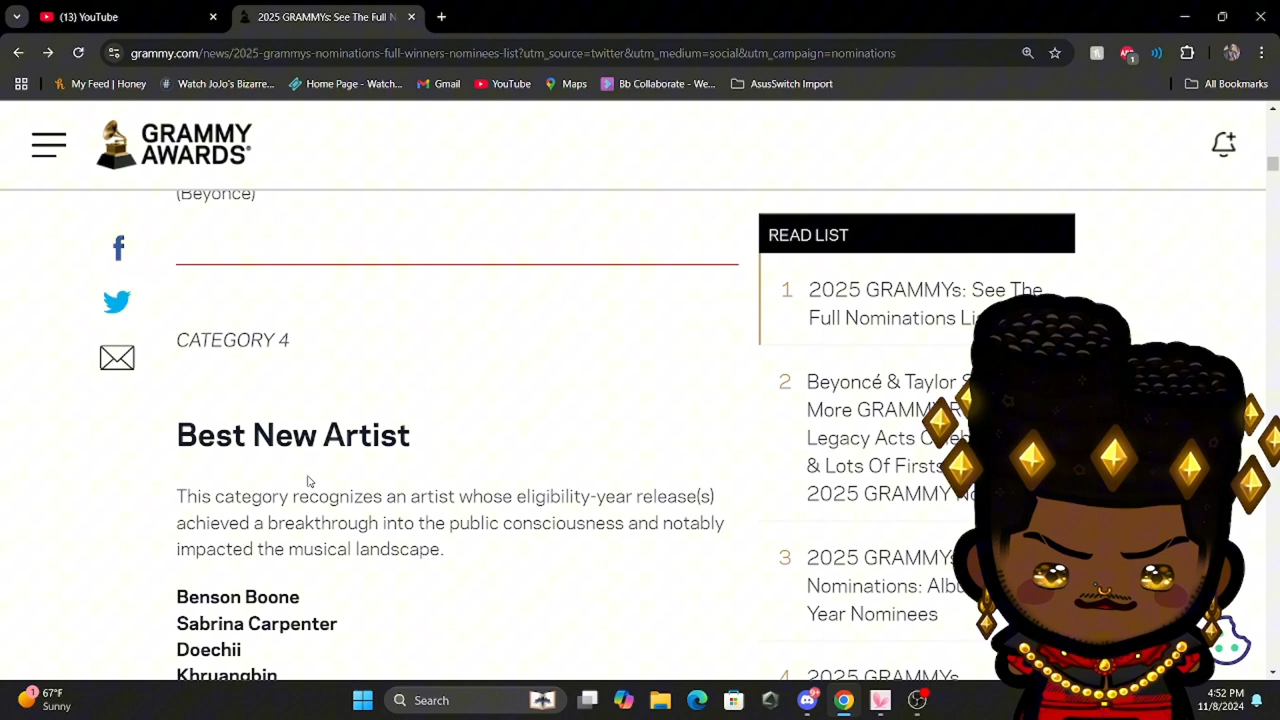 (13) YouTube
2025 GRAMMYs: See The Full N
grammy.com/news/2025-grammys-nominations-full-winners-nominees-list?utm_source=twitter&utm_medium=social&utm_campaign=nominations
1
My Feed | Honey
Watch JoJo's Bizarre...
Home Page - Watch...
Gmail
YouTube
Maps
Bb Collaborate - We...
AsusSwitch Import
All Bookmarks
GRAMMY
AWARDS
(Beyoncé)
CATEGORY 4
Best New Artist
This category recognizes an artist whose eligibility-year release(s)
achieved a breakthrough into the public consciousness and notably
impacted the musical landscape.
Benson Boone
Sabrina Carpenter
Doechii
Khruangbin
READ LIST
1 2025 GRAMMYs: See The
Full Nominations
2 Beyoncé & Taylor
More GRAMMY
Legacy Acts
& Lots Of Firsts
2025 GRAMMY
3 2025 GRAMMYs
Nominations:
Year Nominees
4 2025 GRAMMYs
1
67°F
Sunny
Search
4:52 PM
11/8/2024